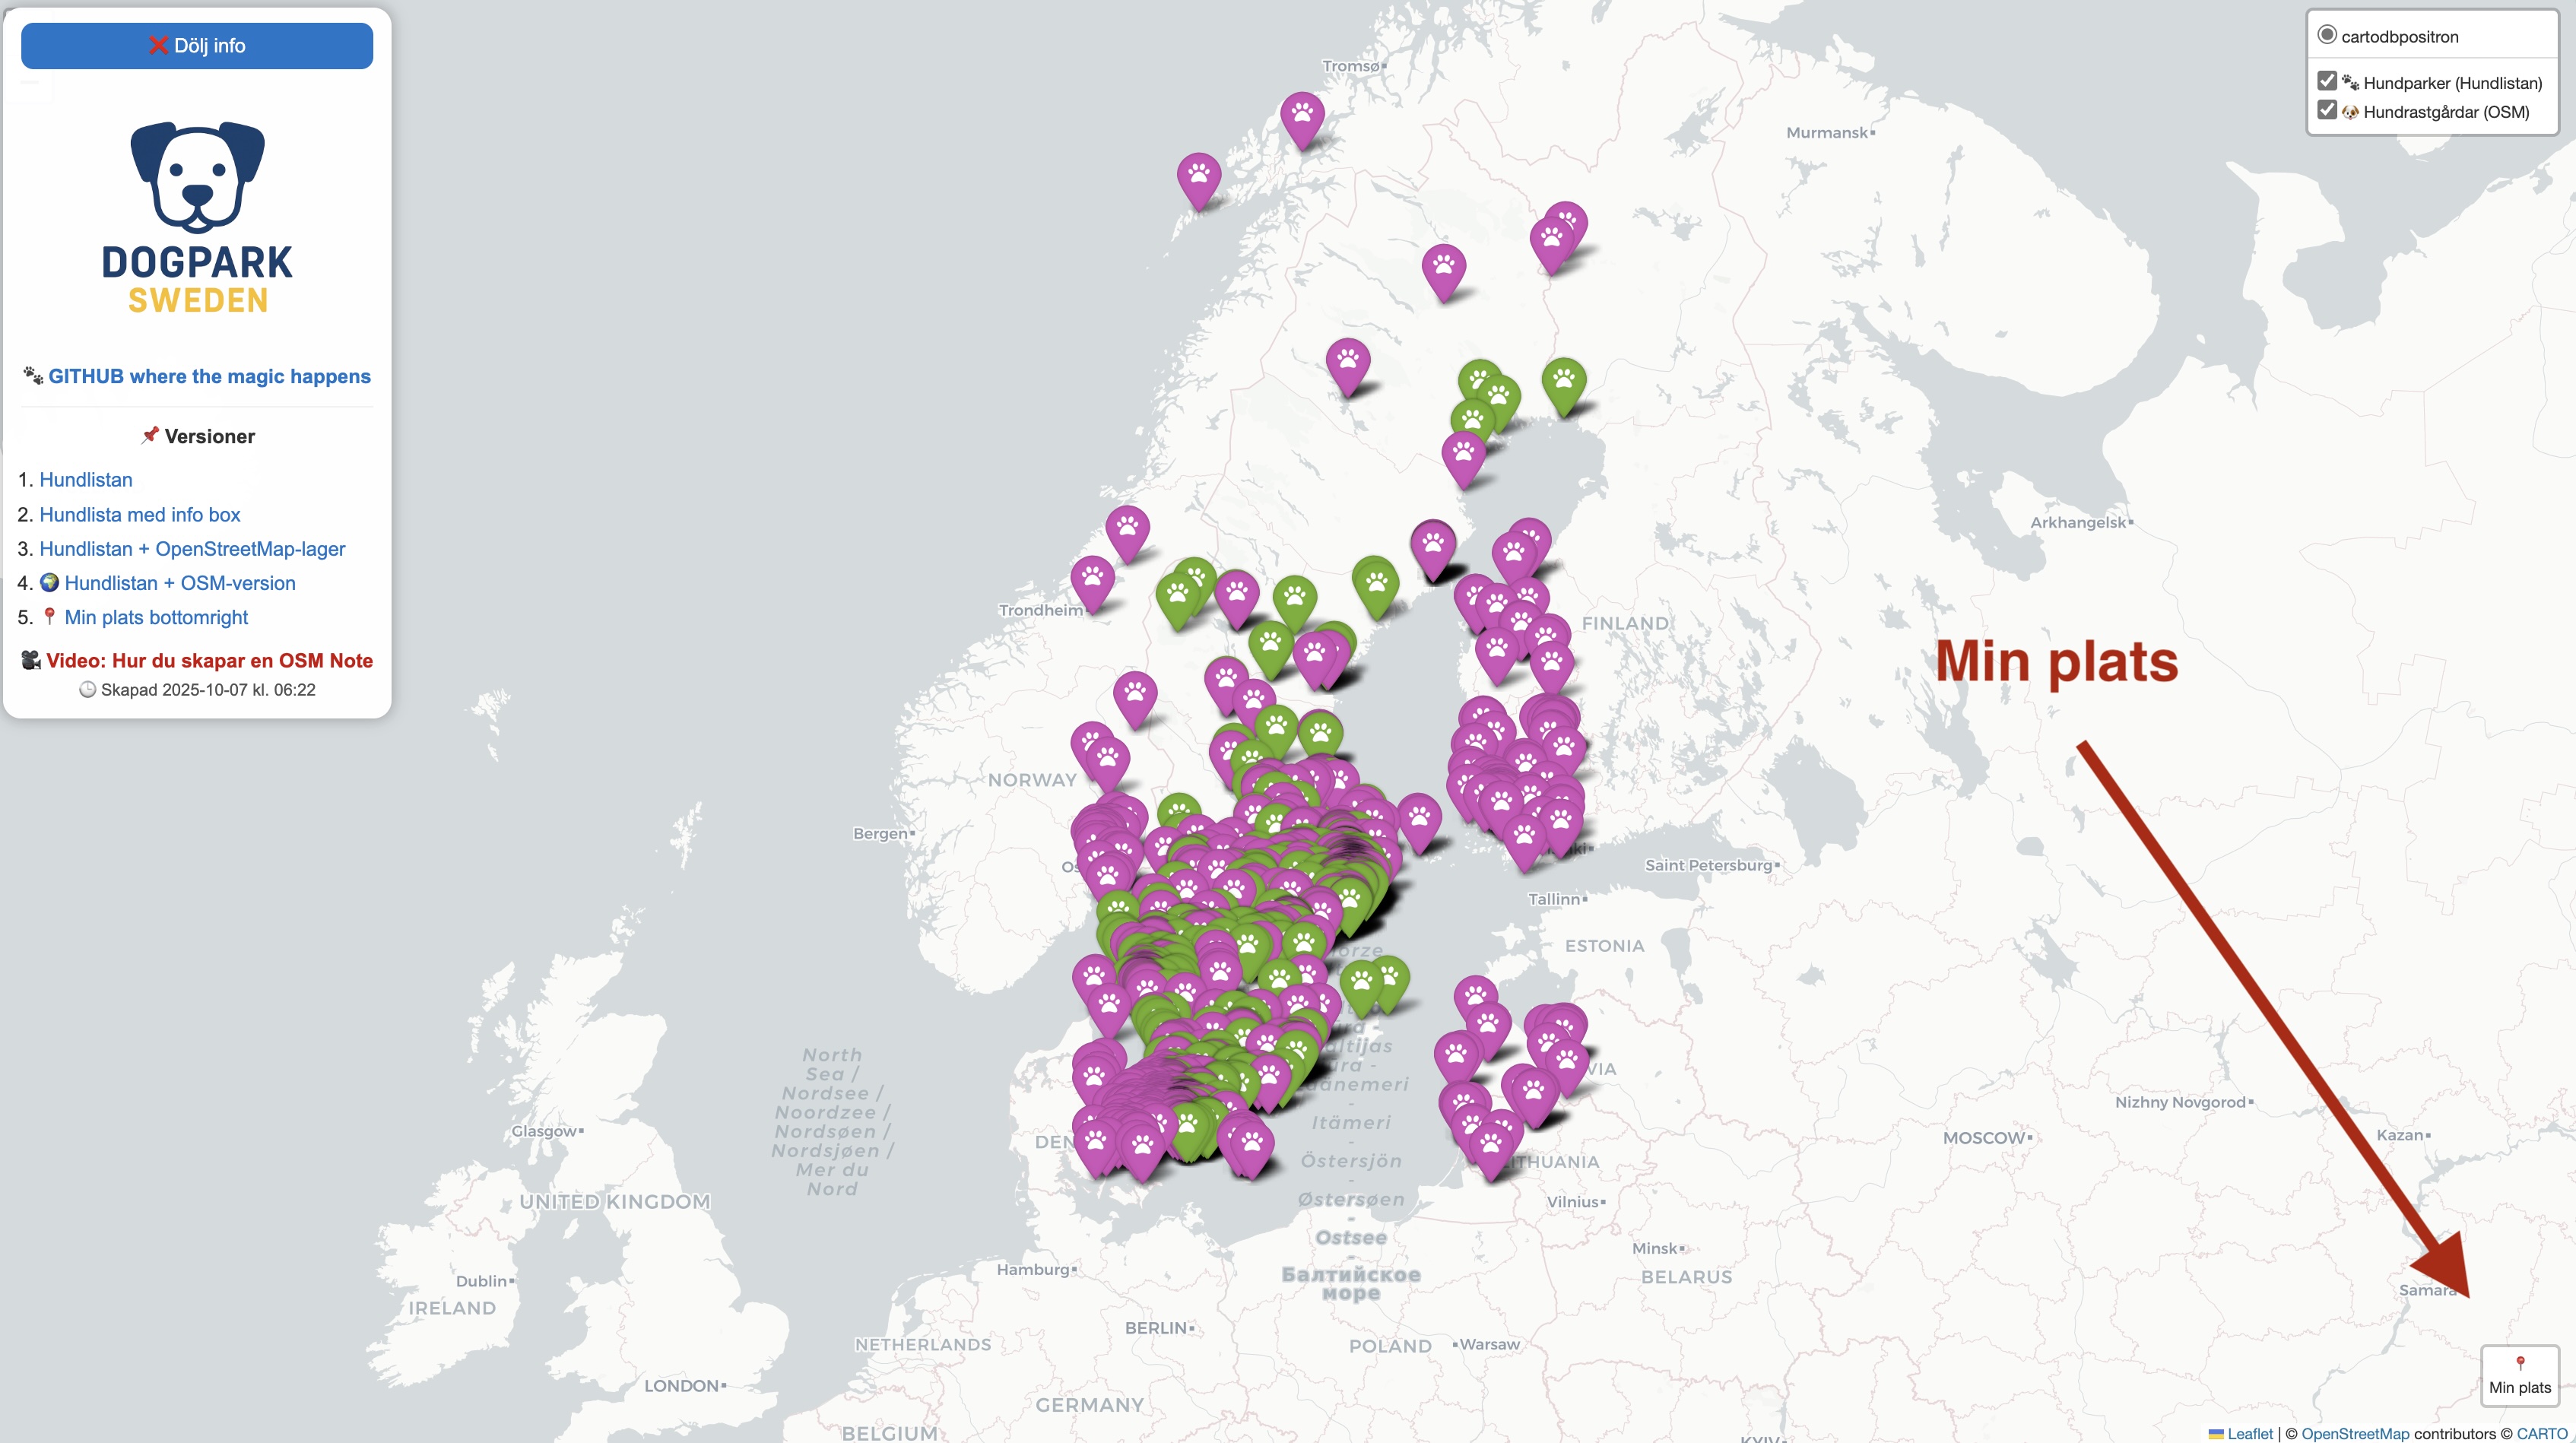 ❌ Dölj info
DOGPARK
SWEDEN
🐾 GITHUB where the magic happens
📌 Versioner
1. Hundlistan
2. Hundlista med info box
3. Hundlistan + OpenStreetMap-lager
4. 🌍 Hundlistan + OSM-version
5. 📍 Min plats bottomright
🎥 Video: Hur du skapar en OSM Note
🕒 Skapad 2025-10-07 kl. 06:22
cartodbpositron
🐾 Hundparker (Hundlistan)
🐶 Hundrastgårdar (OSM)
Tromsø
Murmansk
Arkhangelsk
Trondheim
FINLAND
Min plats
NORWAY
Bergen
Saint Petersburg
Tallinn
ESTONIA
North
Sea /
Nordsee /
Noordzee /
Nordsøen /
Nordsjøen /
Mer du
Nord
Itämeri
-
Östersjön
-
Østersøen
-
Ostsee
-
Балтийское
море
Glasgow
Nizhny Novgorod
MOSCOW
Kazan
UNITED KINGDOM
Vilnius
Minsk
BELARUS
Hamburg
Dublin
IRELAND
Samara
BERLIN
NETHERLANDS
POLAND
Warsaw
LONDON
GERMANY
BELGIUM
📍
Min plats
Leaflet | © OpenStreetMap contributors © CARTO